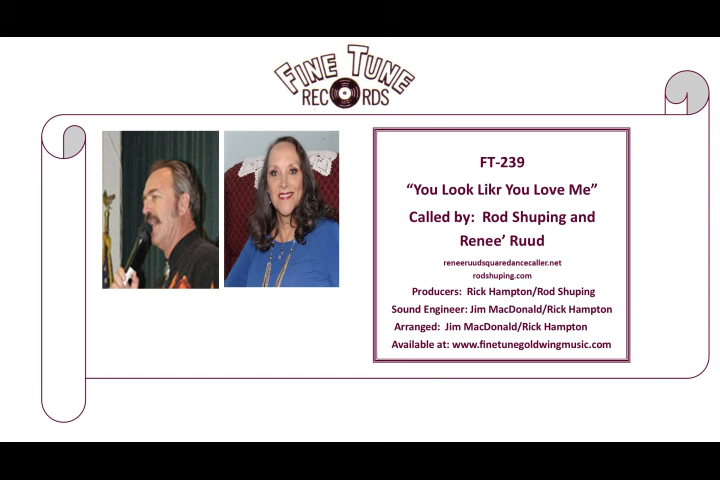 FINE TUNE
RECORDS
FT-239
“You Look Likr You Love Me”
Called by:  Rod Shuping and
Renee’ Ruud
reneeruudsquaredancecaller.net
rodshuping.com
Producers:  Rick Hampton/Rod Shuping
Sound Engineer: Jim MacDonald/Rick Hampton
Arranged:  Jim MacDonald/Rick Hampton
Available at: www.finetunegoldwingmusic.com